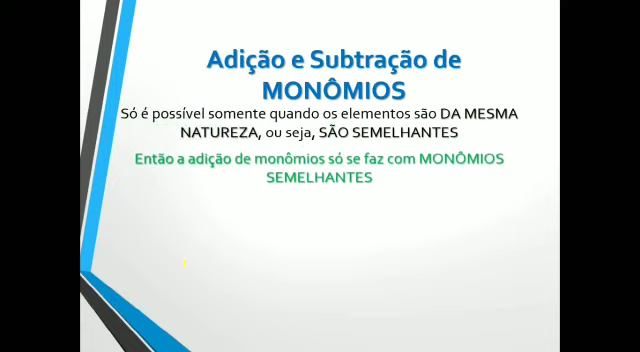 Adição e Subtração de
MONÔMIOS
Só é possível somente quando os elementos são DA MESMA
NATUREZA, ou seja, SÃO SEMELHANTES
Então a adição de monômios só se faz com MONÔMIOS
SEMELHANTES